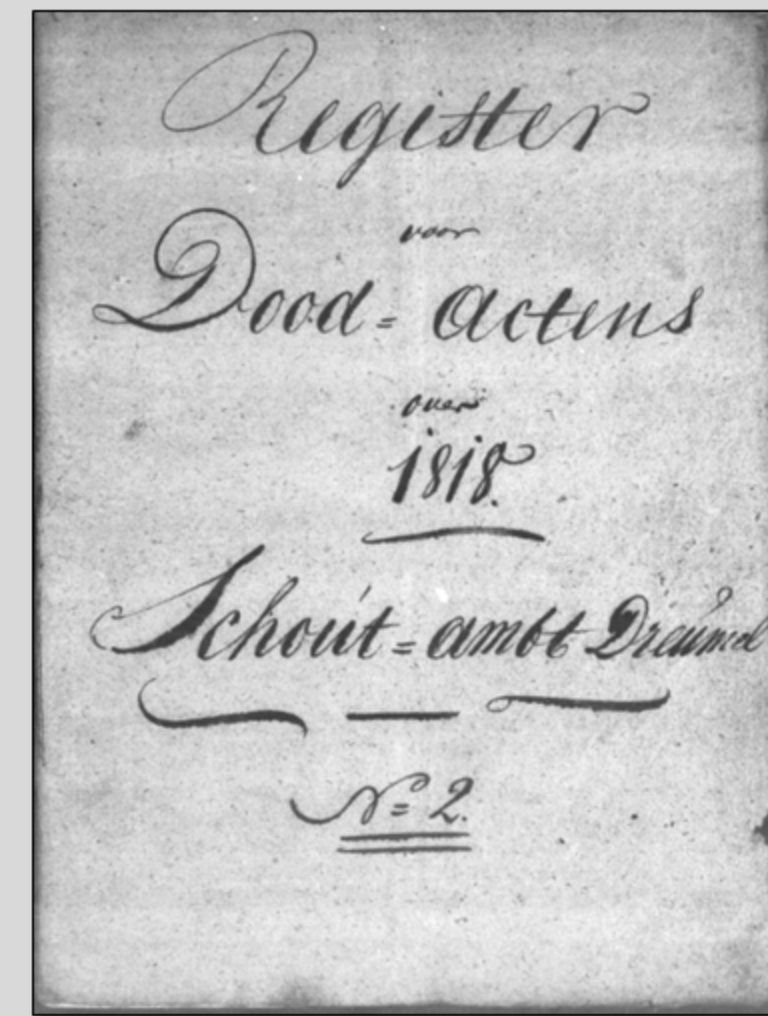 Register
voor
Dood= actens
over
1818.
Schout=ambt Dreumel
N= 2.